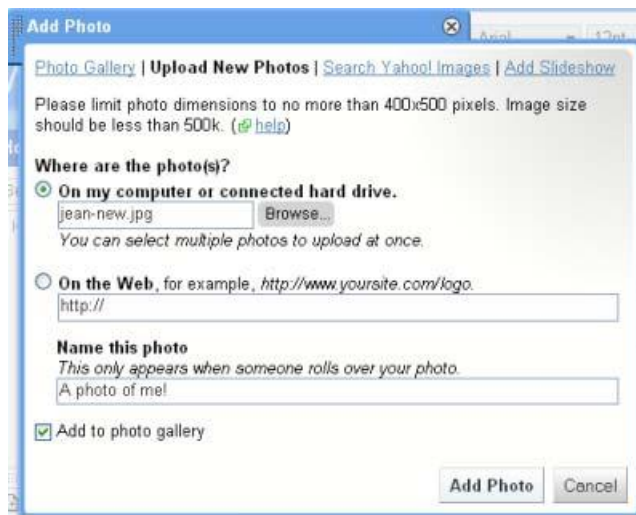 Add Photo
Arial 12pt
Photo Gallery | Upload New Photos | Search Yahoo! Images | Add Slideshow
Please limit photo dimensions to no more than 400x500 pixels. Image size
should be less than 500k. (help)
Where are the photo(s)?
On my computer or connected hard drive.
jean-new.jpg Browse...
You can select multiple photos to upload at once.
On the Web, for example, http://www.yoursite.com/logo.
http://
Name this photo
This only appears when someone rolls over your photo.
A photo of me!
Add to photo gallery
Add Photo Cancel